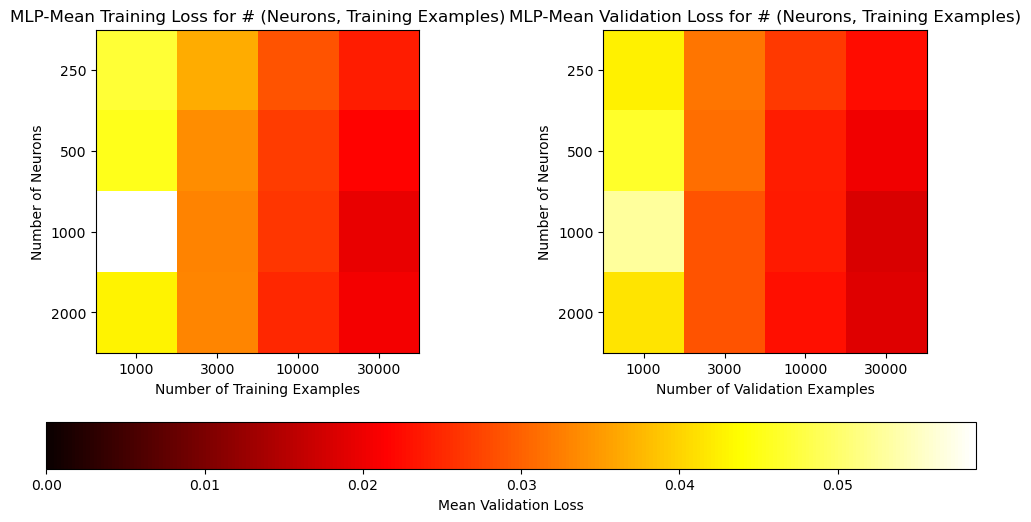 MLP-Mean Training Loss for # (Neurons, Training Examples)
250
500
1000
2000
Number of Neurons
1000 3000 10000 30000
Number of Training Examples
MLP-Mean Validation Loss for # (Neurons, Training Examples)
250
500
1000
2000
Number of Neurons
1000 3000 10000 30000
Number of Validation Examples
0.00 0.01 0.02 0.03 0.04 0.05
Mean Validation Loss